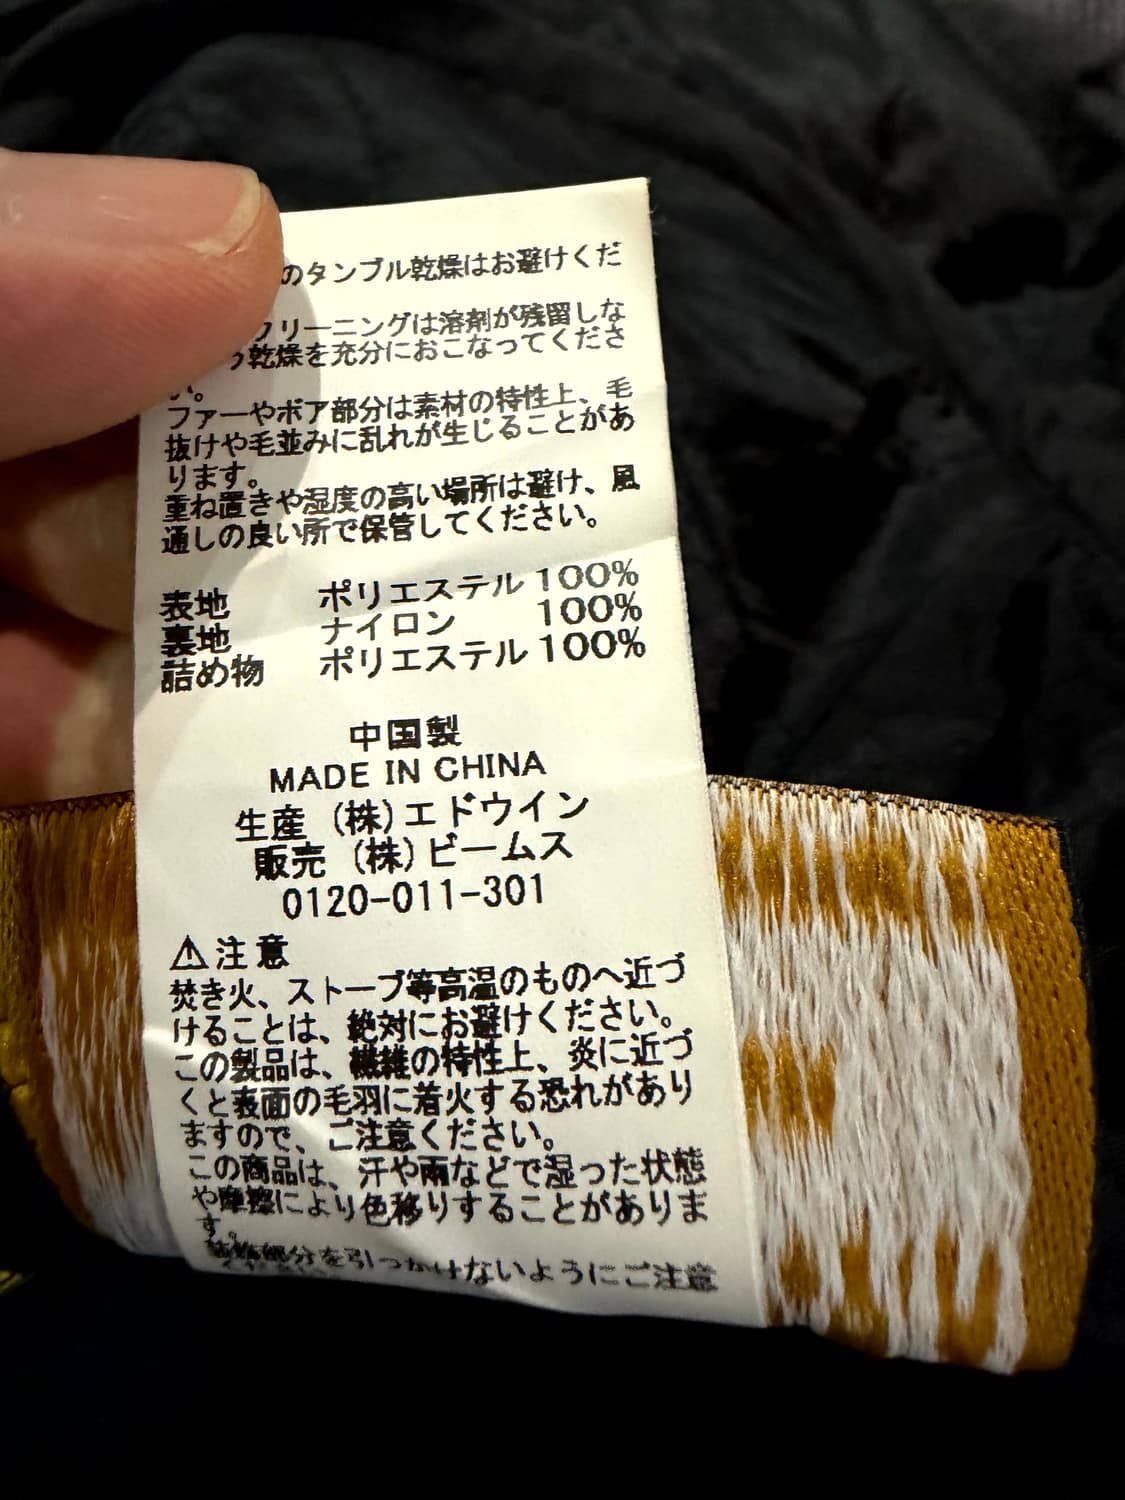 のタンブル乾燥はお避けくだ
クリーニングは溶剤が残留しな
う乾燥を充分におこなってくださ
い。
ファーやボア部分は素材の特性上、毛
抜けや毛並みに乱れが生じることがあ
ります。
重ね置きや湿度の高い場所は避け、風
通しの良い所で保管してください。
表地 ポリエステル 100%
裏地 ナイロン 100%
詰め物 ポリエステル 100%
中国製
MADE IN CHINA
生産 (株)エドウイン
販売 (株)ビームス
0120-011-301
⚠注意
焚き火、ストーブ等高温のものへ近づ
けることは、絶対にお避けください。
この製品は、繊維の特性上、炎に近づ
くと表面の毛羽に着火する恐れがあり
ますので、ご注意ください。
この商品は、汗や雨などで湿った状態
や摩擦により色移りすることがありま
す。
部分を引っかけないようにご注意
ください